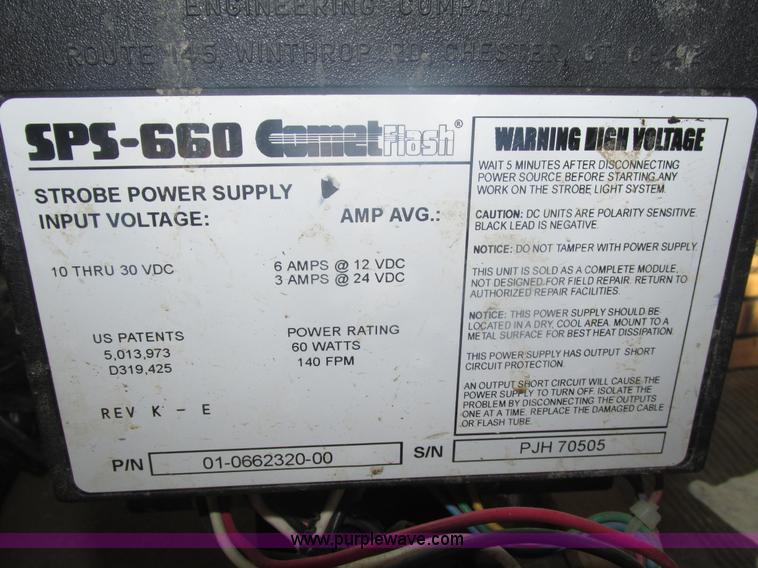 ENGINEERING COMPANY
ROUTE 145 WINTHROP RD. CHESTER, CT
SPS-660 Comet Flash®
STROBE POWER SUPPLY
INPUT VOLTAGE:
AMP AVG.:
10 THRU 30 VDC
6 AMPS @ 12 VDC
3 AMPS @ 24 VDC
US PATENTS
5,013,973
D319,425
POWER RATING
60 WATTS
140 FPM
REV K - E
P/N 01-0662320-00
S/N PJH 70505
WARNING HIGH VOLTAGE
WAIT 5 MINUTES AFTER DISCONNECTING
POWER SOURCE BEFORE STARTING ANY
WORK ON THE STROBE LIGHT SYSTEM.
CAUTION: DC UNITS ARE POLARITY SENSITIVE.
BLACK LEAD IS NEGATIVE.
NOTICE: DO NOT TAMPER WITH POWER SUPPLY.
THIS UNIT IS SOLD AS A COMPLETE MODULE,
NOT DESIGNED FOR FIELD REPAIR. RETURN TO
AUTHORIZED REPAIR FACILITIES.
NOTICE: THIS POWER SUPPLY SHOULD BE
LOCATED IN A DRY, COOL AREA. MOUNT TO A
METAL SURFACE FOR BEST HEAT DISSIPATION.
THIS POWER SUPPLY HAS OUTPUT SHORT
CIRCUIT PROTECTION.
AN OUTPUT SHORT CIRCUIT WILL CAUSE THE
POWER SUPPLY TO TURN OFF. ISOLATE THE
PROBLEM BY DISCONNECTING THE OUTPUTS
ONE AT A TIME. REPLACE THE DAMAGED CABLE
OR FLASH TUBE.
www.purplewave.com